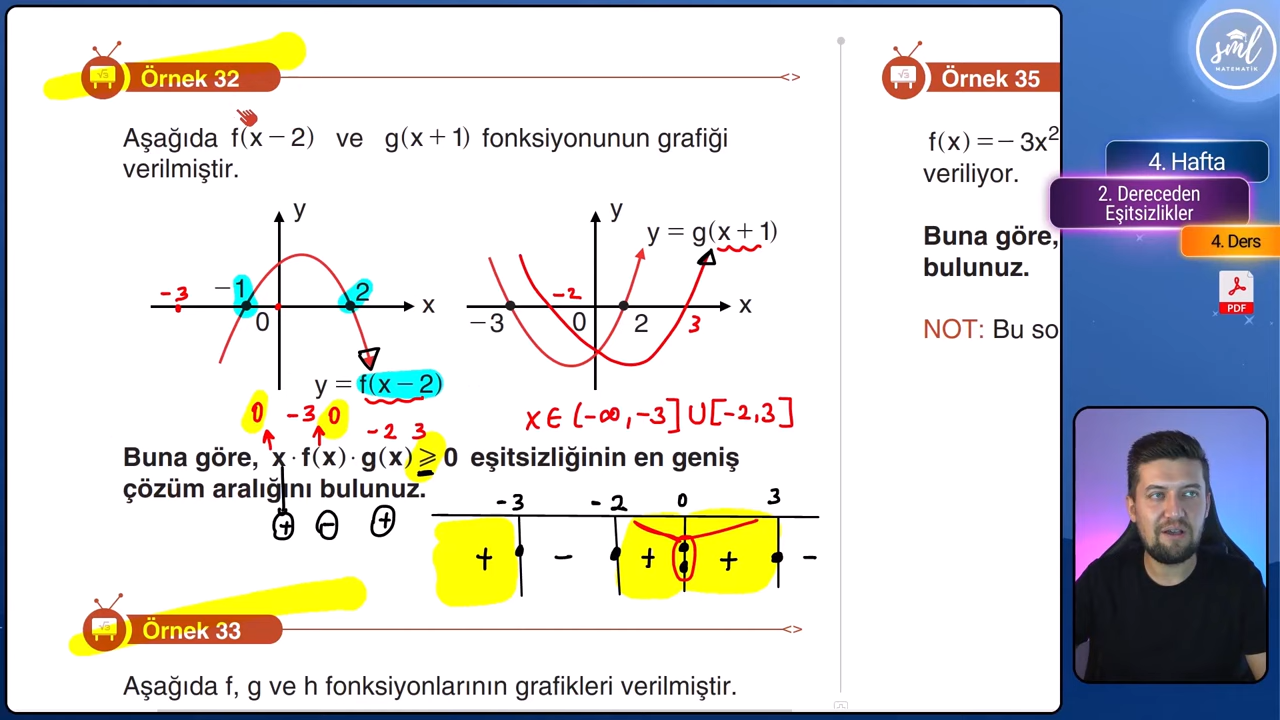 Örnek 32
Aşağıda f(x − 2) ve g(x + 1) fonksiyonunun grafiği
verilmiştir.
y
−3
−1
2
0
x
y = f(x − 2)
y
y = g(x + 1)
−2
−3
0
2
3
x
0 −3 0
−2 3
x ∈ (−∞, −3] ∪ [−2, 3]
Buna göre, x · f(x) · g(x) ⩾ 0 eşitsizliğinin en geniş
çözüm aralığını bulunuz.
+ − +
−3 −2 0 3
+ − + + −
Örnek 33
Aşağıda f, g ve h fonksiyonlarının grafikleri verilmiştir.
Örnek 35
f(x) = − 3x²
veriliyor.
Buna göre,
bulunuz.
NOT: Bu so
sml
MATEMATİK
4. Hafta
2. Dereceden
Eşitsizlikler
4. Ders
PDF